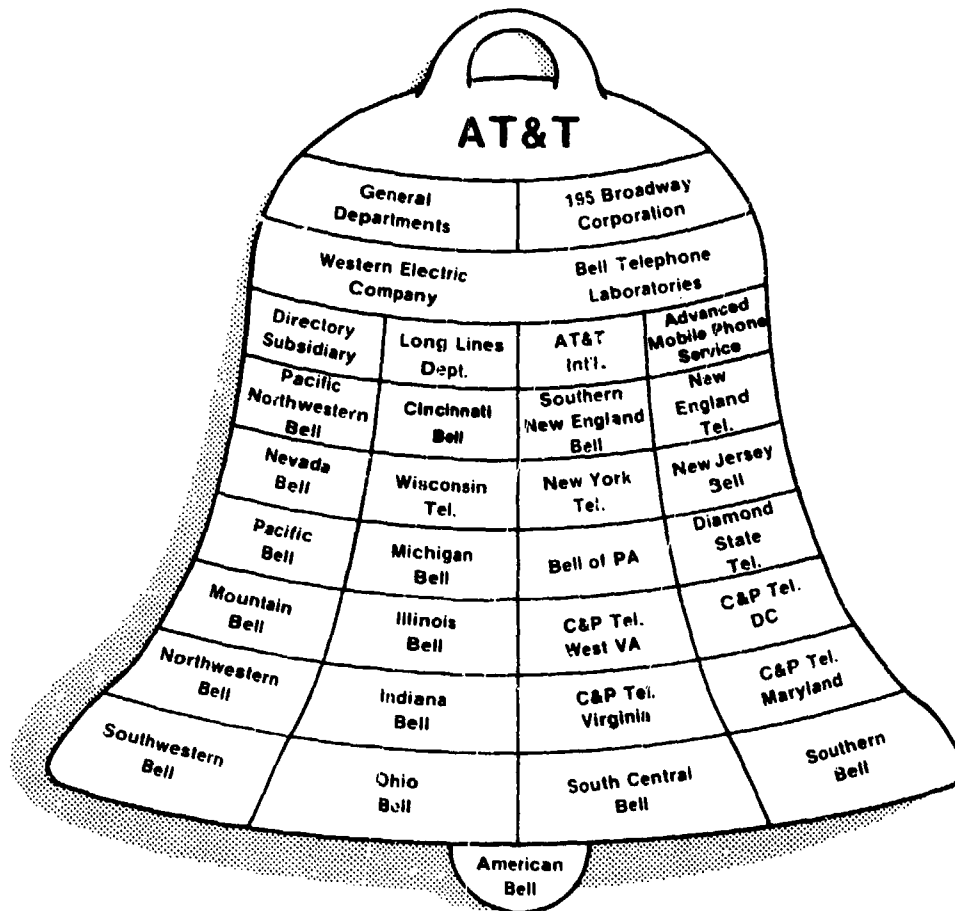 AT&T
General
Departments
195 Broadway
Corporation
Western Electric
Company
Bell Telephone
Laboratories
Directory
Subsidiary
Long Lines
Dept.
AT&T
Int'l.
Advanced
Mobile Phone
Service
Pacific
Northwestern
Bell
Cincinnati
Bell
Southern
New England
Bell
New
England
Tel.
Nevada
Bell
Wisconsin
Tel.
New York
Tel.
New Jersey
Bell
Pacific
Bell
Michigan
Bell
Bell of PA
Diamond
State
Tel.
Mountain
Bell
Illinois
Bell
C&P Tel.
West VA
C&P Tel.
DC
Northwestern
Bell
Indiana
Bell
C&P Tel.
Virginia
C&P Tel.
Maryland
Southwestern
Bell
Ohio
Bell
South Central
Bell
Southern
Bell
American
Bell